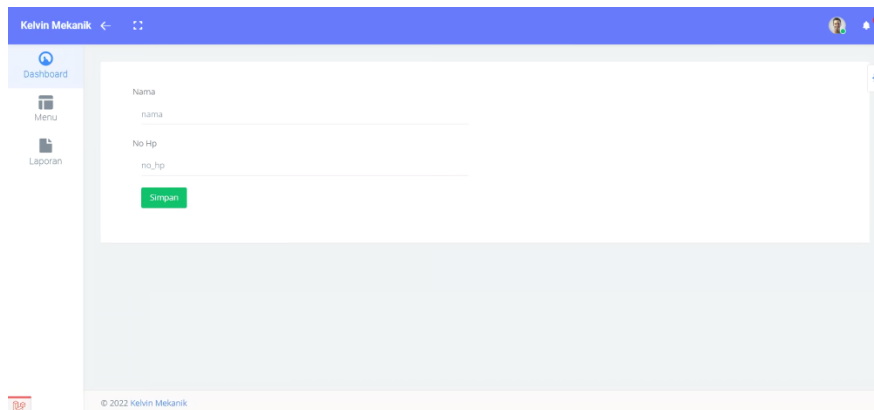 Kelvin Mekanik
Dashboard
Menu
Laporan
Nama
nama
No Hp
no_hp
Simpan
© 2022 Kelvin Mekanik